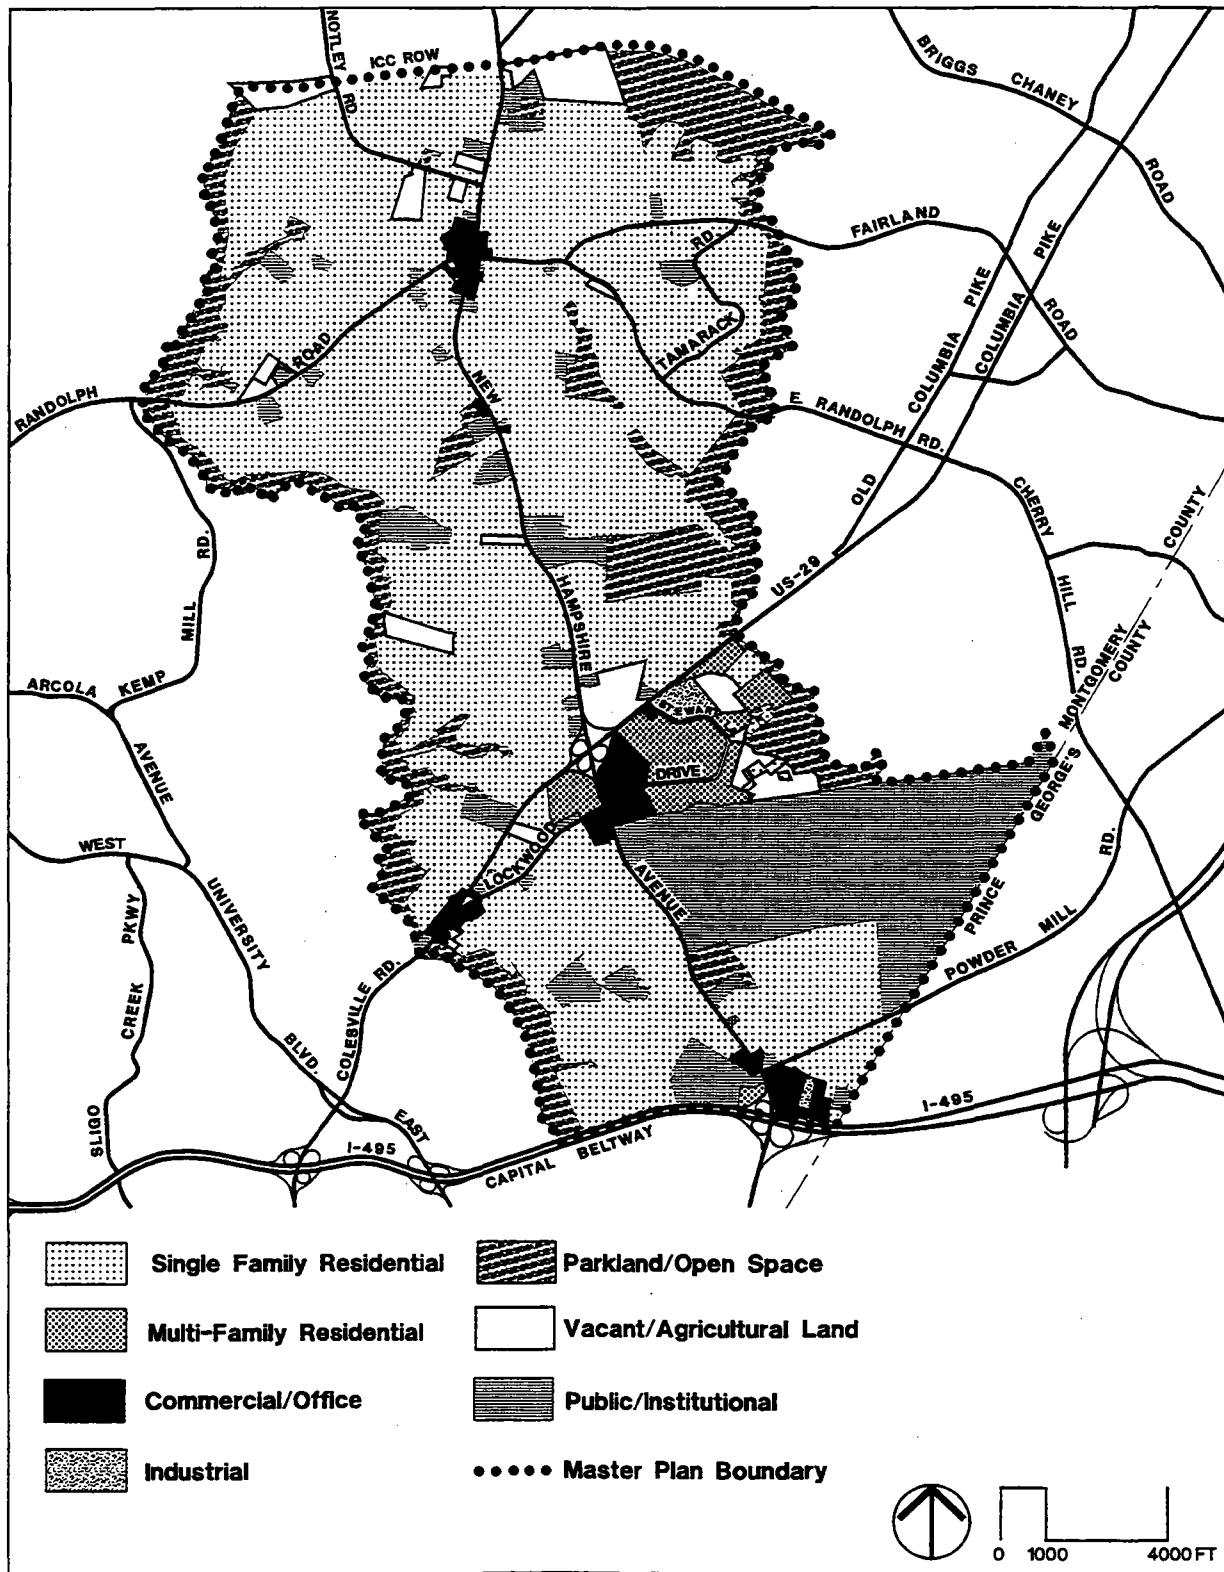 NOTLEY
RD.
ICC ROW
BRIGGS
CHANEY
ROAD
FAIRLAND
ROAD
RD.
TAMARACK
OLD
COLUMBIA
PIKE
COLUMBIA
PIKE
RANDOLPH
ROAD
E. RANDOLPH RD.
NEW
HAMPSHIRE
AVENUE
CHERRY
HILL
RD.
COUNTY
MONTGOMERY
COUNTY
PRINCE
GEORGE'S
US-29
MILL
RD.
KEMP
ARCOLA
AVENUE
STEWART
DRIVE
LOCKWOOD
WEST
UNIVERSITY
BLVD.
EAST
PKWY
CREEK
SLIGO
COLESVILLE RD.
POWDER
MILL
RD.
I-495
I-495
CAPITAL
BELTWAY
Single Family Residential
Parkland/Open Space
Multi-Family Residential
Vacant/Agricultural Land
Commercial/Office
Public/Institutional
Industrial
Master Plan Boundary
0 1000 4000 FT